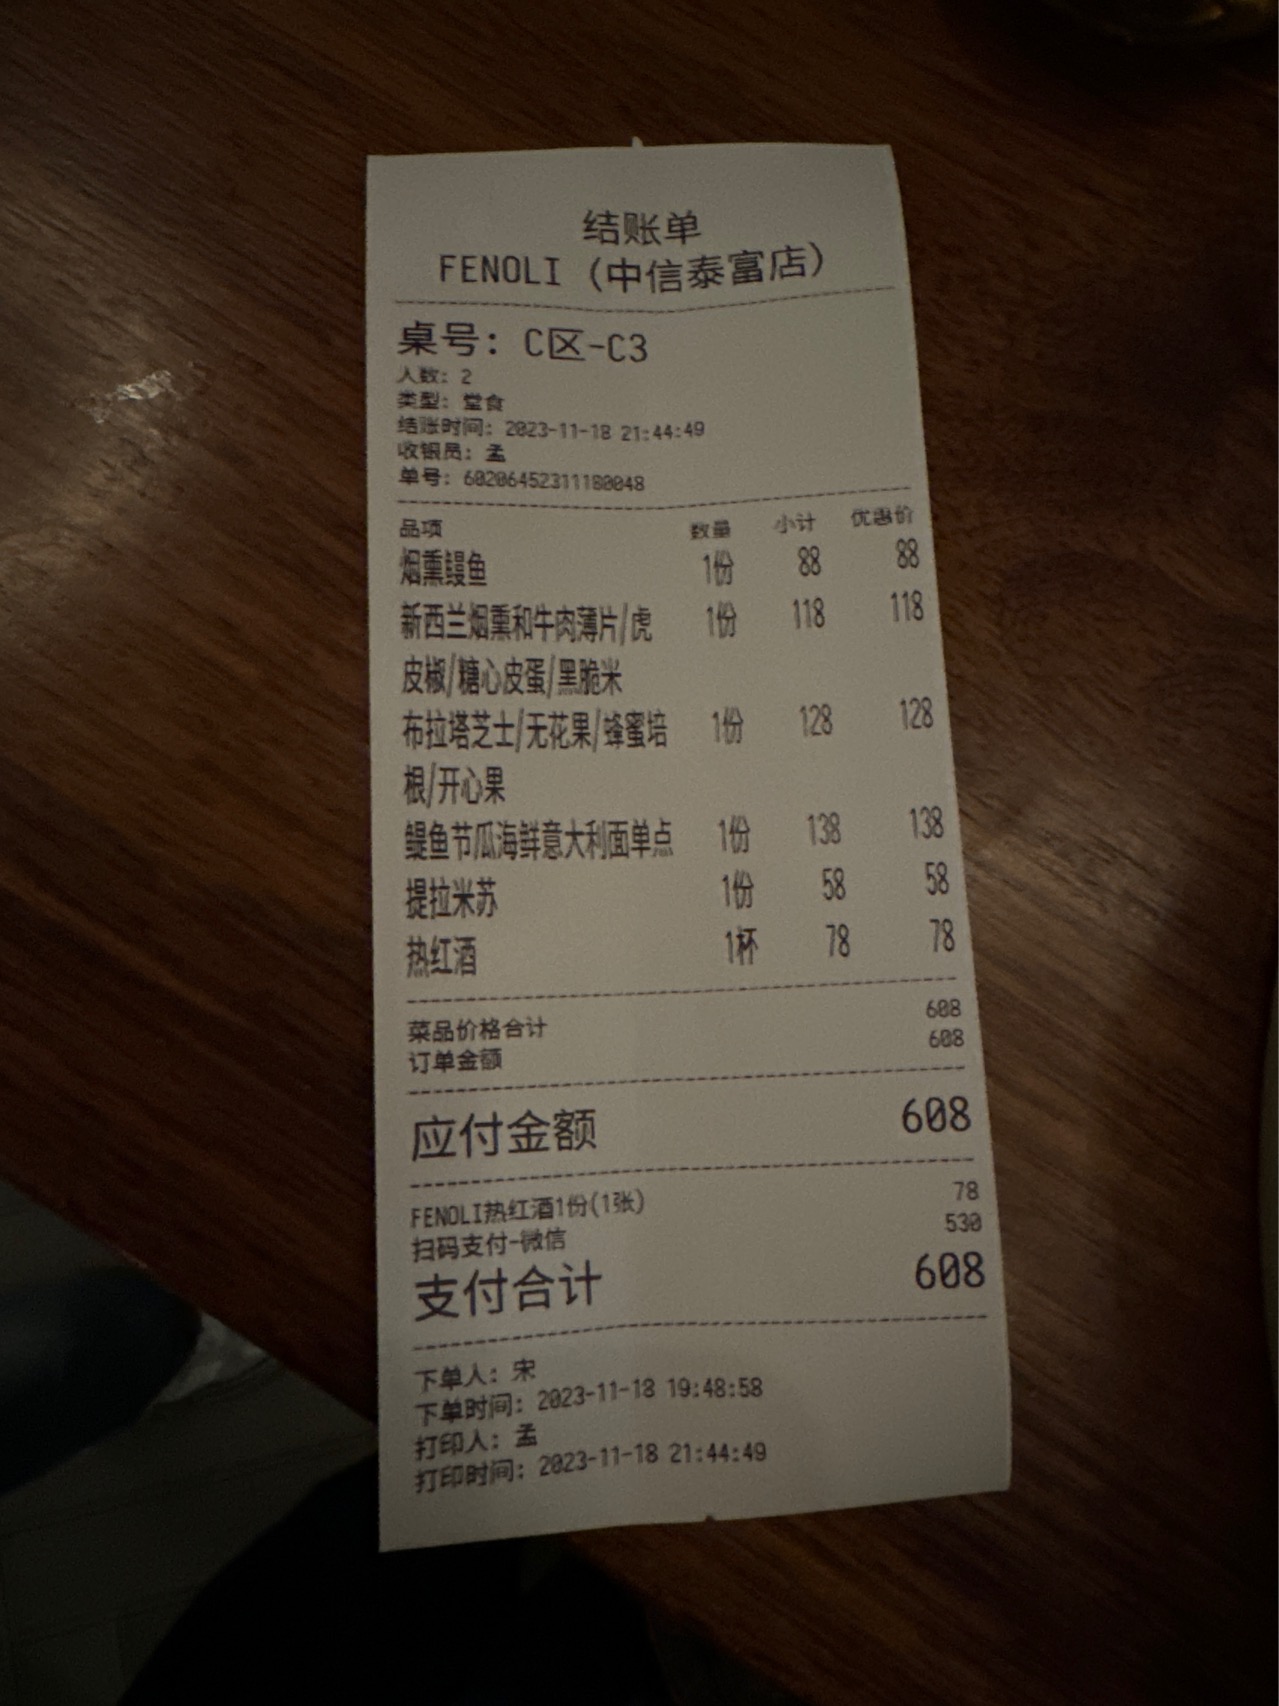 结账单
FENOLI (中信泰富店)
桌号: C区-C3
人数: 2
类型: 堂食
结账时间: 2023-11-18 21:44:49
收银员: 孟
单号: 60206452311180048
品项 数量 小计 优惠价
烟熏鳗鱼 1份 88 88
新西兰烟熏和牛肉薄片/虎 1份 118 118
皮椒/糖心皮蛋/黑脆米
布拉塔芝士/无花果/蜂蜜培 1份 128 128
根/开心果
鳀鱼节瓜海鲜意大利面单点 1份 138 138
提拉米苏 1份 58 58
热红酒 1杯 78 78
菜品价格合计 608
订单金额 608
应付金额 608
FENOLI热红酒1份(1张) 78
扫码支付-微信 530
支付合计 608
下单人: 宋
下单时间: 2023-11-18 19:48:58
打印人: 孟
打印时间: 2023-11-18 21:44:49